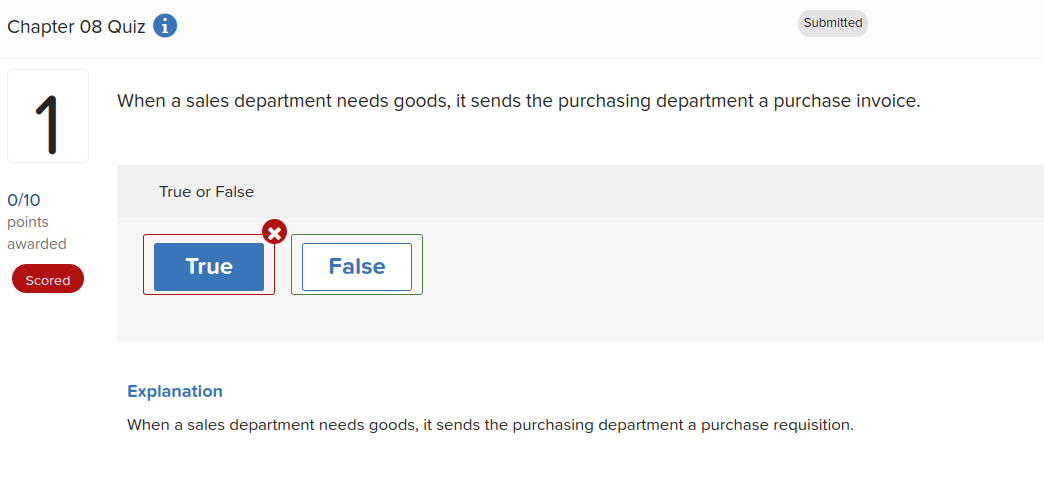 Chapter 08 Quiz i
Submitted
1
When a sales department needs goods, it sends the purchasing department a purchase invoice.
0/10
points
awarded
Scored
True or False
True
False
Explanation
When a sales department needs goods, it sends the purchasing department a purchase requisition.